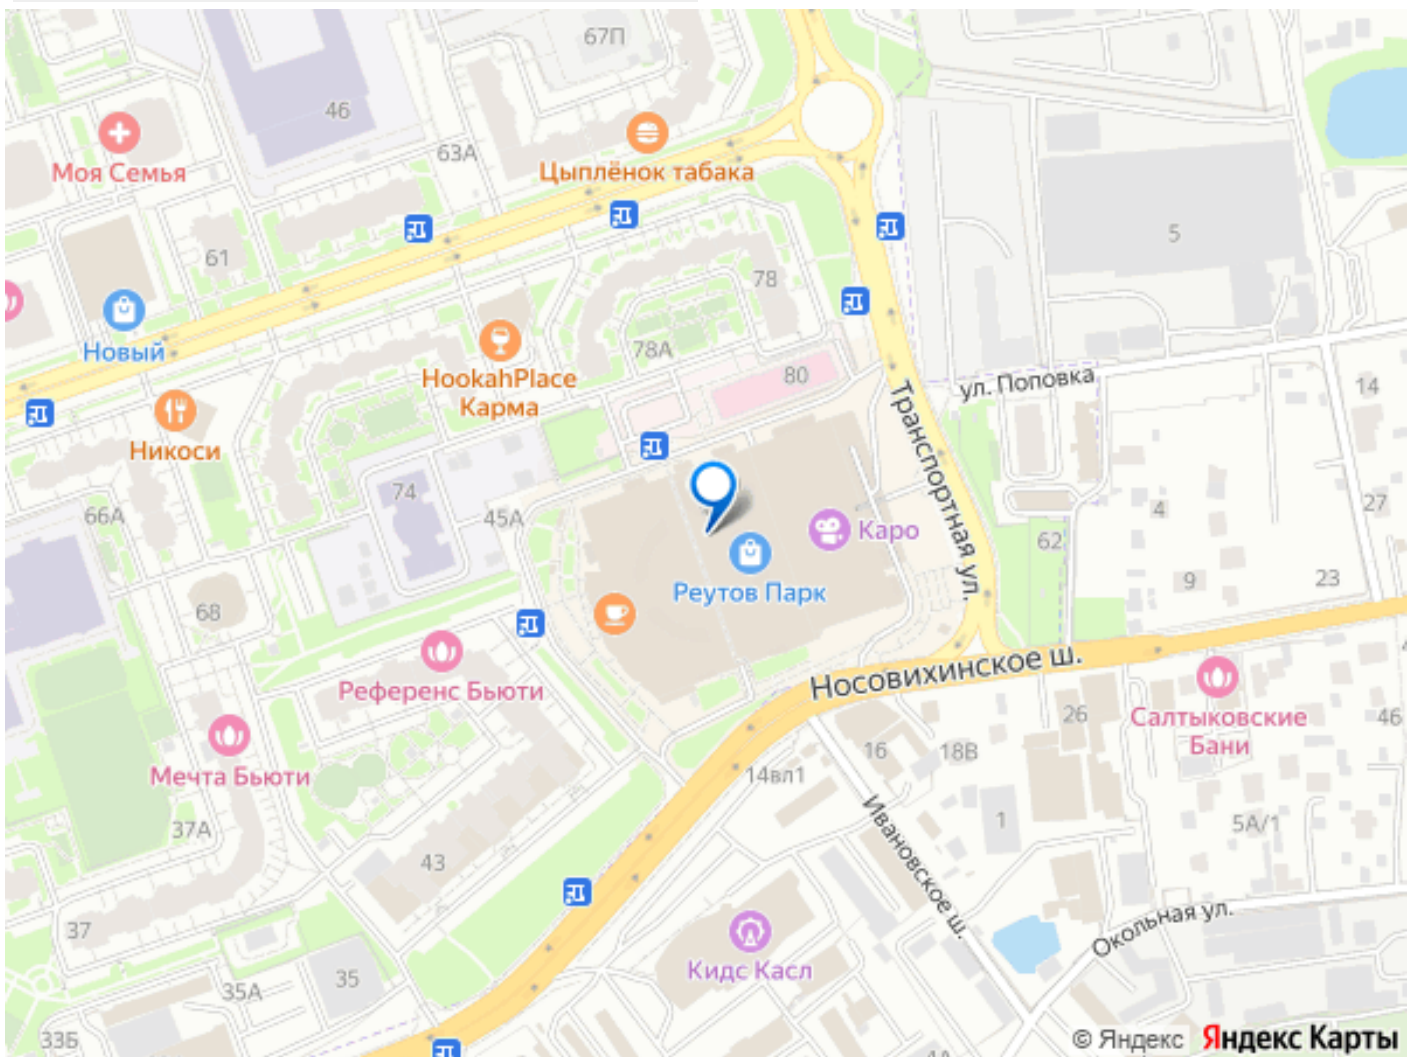 67П
46
63А
Моя Семья
Цыплёнок табака
5
61
78
Новый
78А
HookahPlace
Карма
80
ул. Поповка
14
Транспортная ул.
Никоси
74
66А
45А
4
27
Каро
62
9
23
Реутов Парк
68
Носовихинское ш.
Референс Бьюти
26
Салтыковские
Бани
46
16
18В
Мечта Бьюти
14вл1
Ивановское ш.
1
5А/1
37А
43
37
Окольная ул.
Кидс Касл
35
35А
33Б
© Яндекс Яндекс Карты